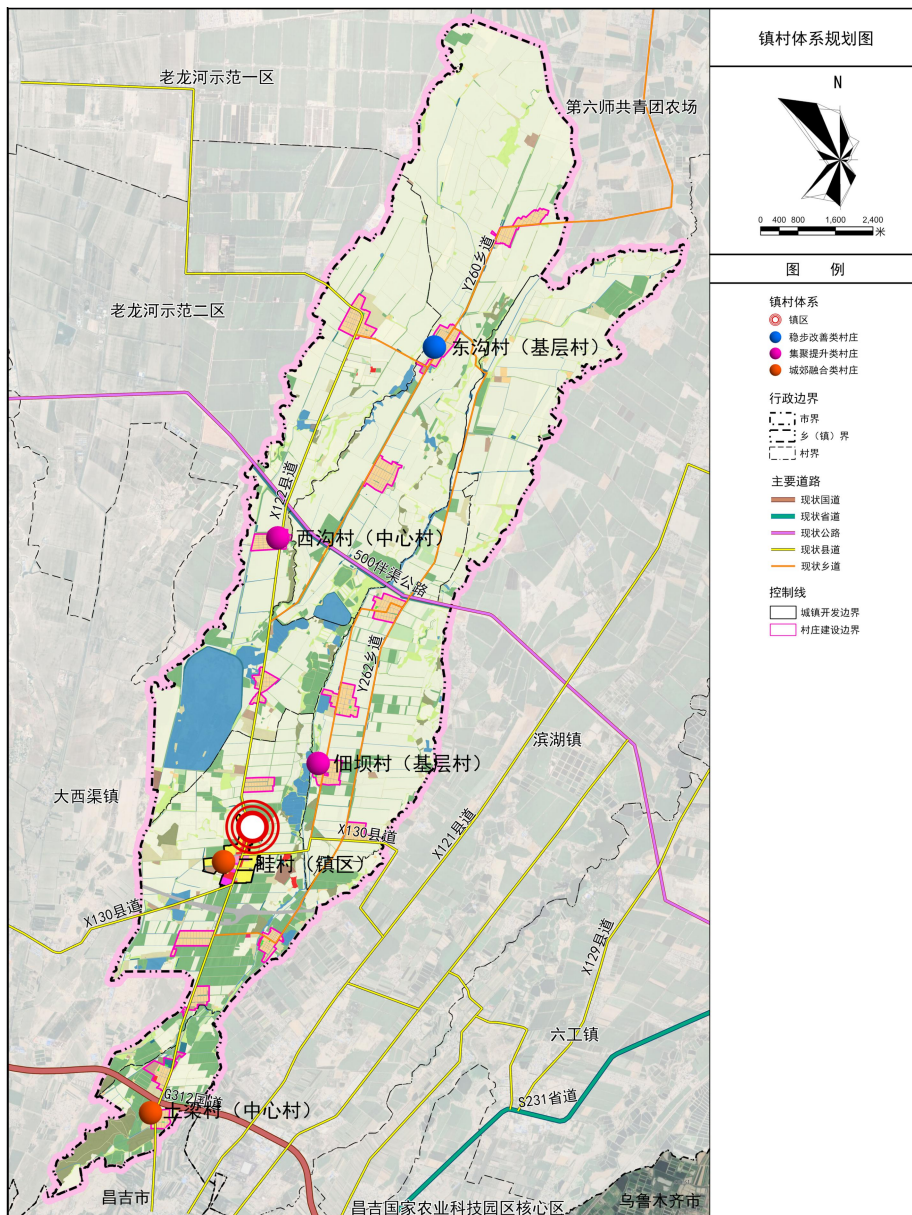 镇村体系规划图
N
0 400 800 1,600 2,400
米
图 例
镇村体系
镇区
稳步改善类村庄
集聚提升类村庄
城郊融合类村庄
行政边界
市界
乡（镇）界
村界
主要道路
现状国道
现状省道
现状公路
现状县道
现状乡道
控制线
城镇开发边界
村庄建设边界
老龙河示范一区
第六师共青团农场
Y260乡道
老龙河示范二区
东沟村（基层村）
X122县道
西沟村（中心村）
500伴渠公路
Y262乡道
滨湖镇
佃坝村（基层村）
大西渠镇
X130县道
X121县道
二畦村（镇区）
X130县道
X129县道
六工镇
S231省道
G312国道
土梁村（中心村）
昌吉市
昌吉国家农业科技园区核心区
乌鲁木齐市